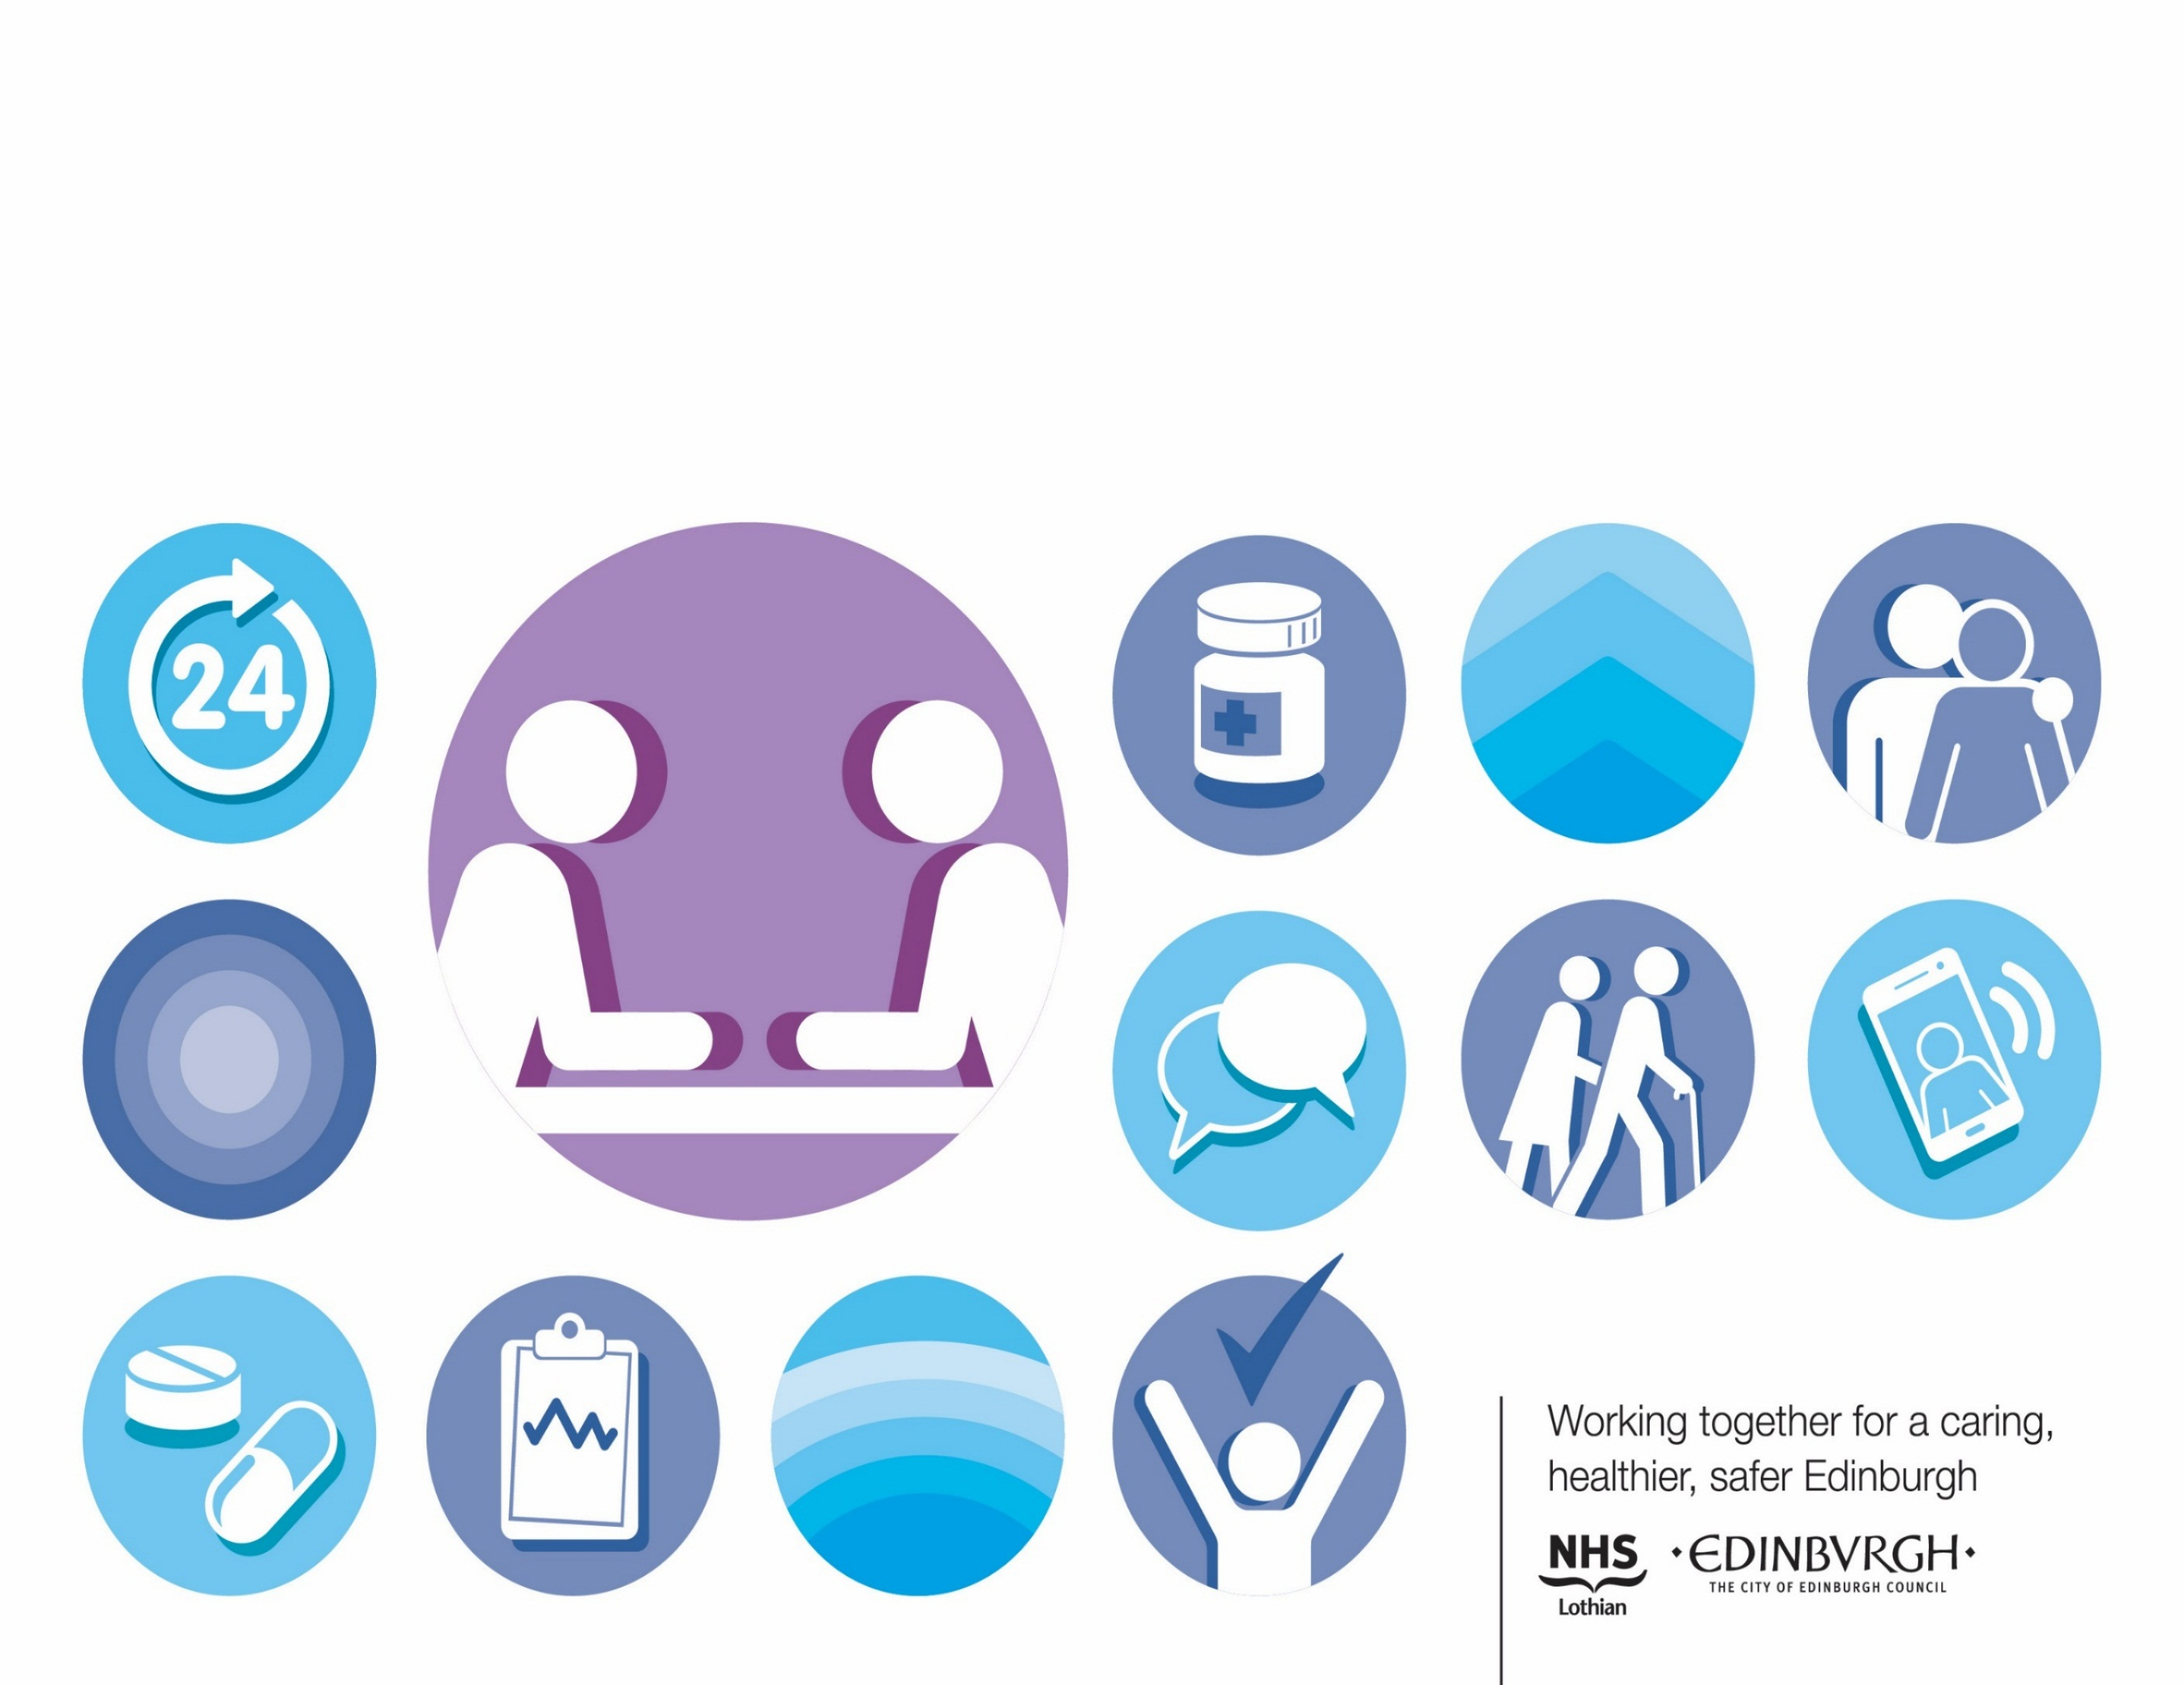 24
Working together for a caring,
healthier, safer Edinburgh
NHS
Lothian
EDINBVRGH
THE CITY OF EDINBURGH COUNCIL